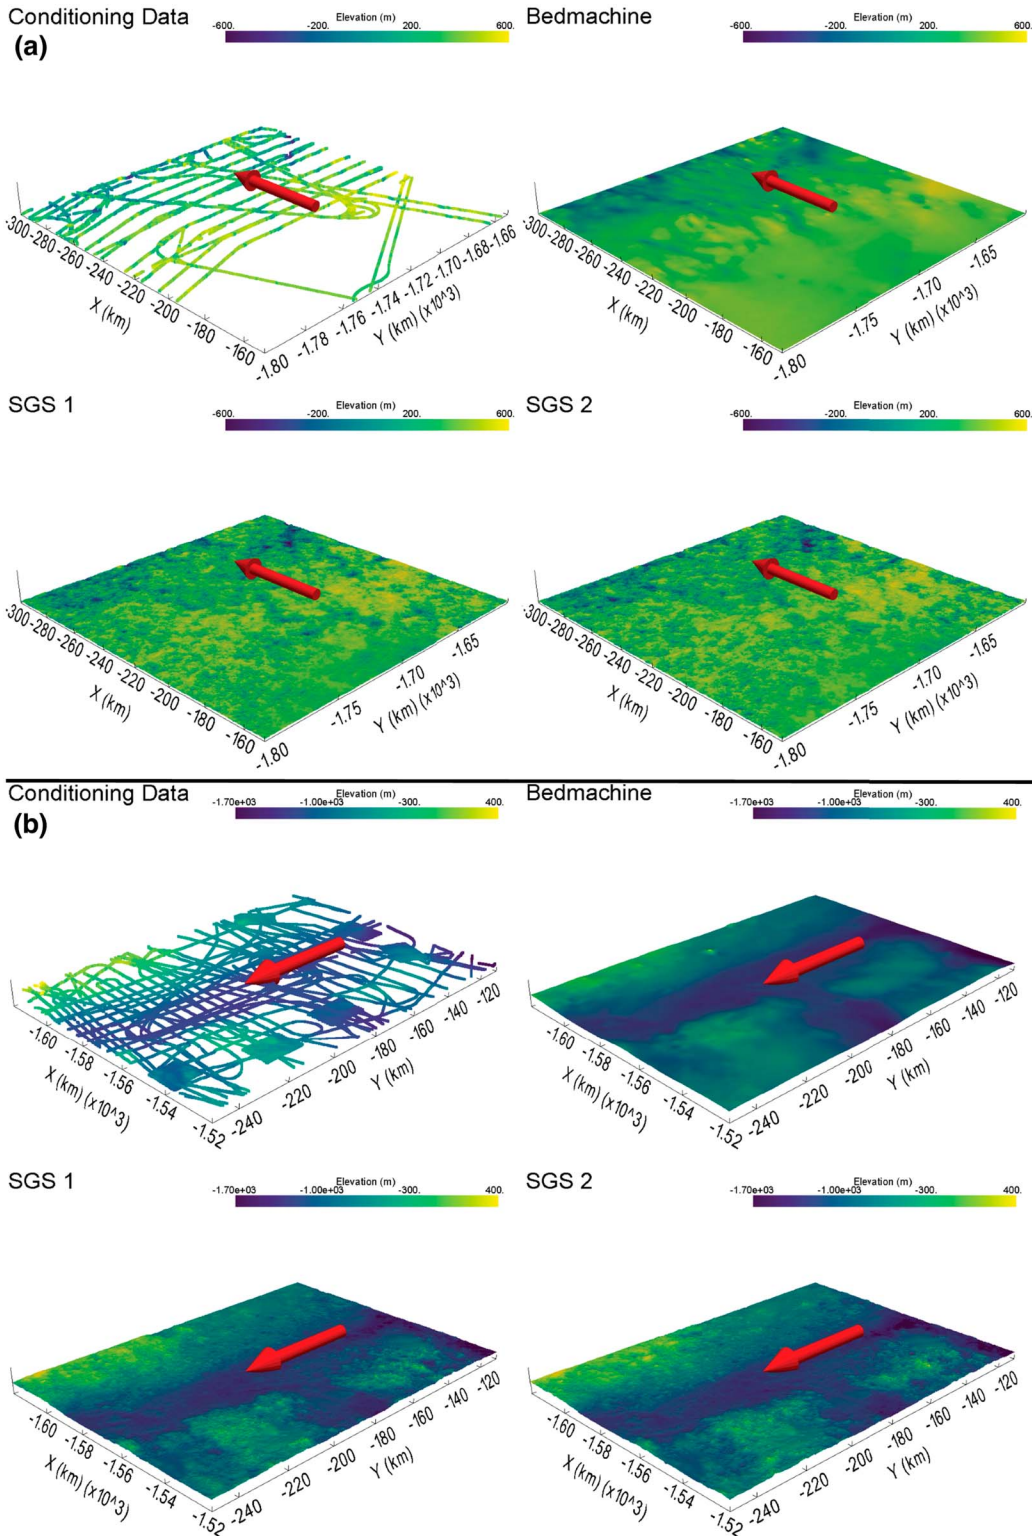 Conditioning Data
Elevation (m)
-600. -200. 200. 600.
(a)
-300 -280 -260 -240 -220 -200 -180 -160
X (km)
-1.80 -1.78 -1.76 -1.74 -1.72 -1.70 -1.68 -1.66
Y (km) (x10^3)
Bedmachine
Elevation (m)
-600. -200. 200. 600.
-300 -280 -260 -240 -220 -200 -180 -160
X (km)
-1.80 -1.75 -1.70 -1.65
Y (km) (x10^3)
SGS 1
Elevation (m)
-600. -200. 200. 600.
-300 -280 -260 -240 -220 -200 -180 -160
X (km)
-1.80 -1.75 -1.70 -1.65
Y (km) (x10^3)
SGS 2
Elevation (m)
-600. -200. 200. 600.
-300 -280 -260 -240 -220 -200 -180 -160
X (km)
-1.80 -1.75 -1.70 -1.65
Y (km) (x10^3)
Conditioning Data
Elevation (m)
-1.70e+03 -1.00e+03 -300. 400.
(b)
-1.60 -1.58 -1.56 -1.54 -1.52
X (km) (x10^3)
-240 -220 -200 -180 -160 -140 -120
Y (km)
Bedmachine
Elevation (m)
-1.70e+03 -1.00e+03 -300. 400.
-1.60 -1.58 -1.56 -1.54 -1.52
X (km) (x10^3)
-240 -220 -200 -180 -160 -140 -120
Y (km)
SGS 1
Elevation (m)
-1.70e+03 -1.00e+03 -300. 400.
-1.60 -1.58 -1.56 -1.54 -1.52
X (km) (x10^3)
-240 -220 -200 -180 -160 -140 -120
Y (km)
SGS 2
Elevation (m)
-1.70e+03 -1.00e+03 -300. 400.
-1.60 -1.58 -1.56 -1.54 -1.52
X (km) (x10^3)
-240 -220 -200 -180 -160 -140 -120
Y (km)